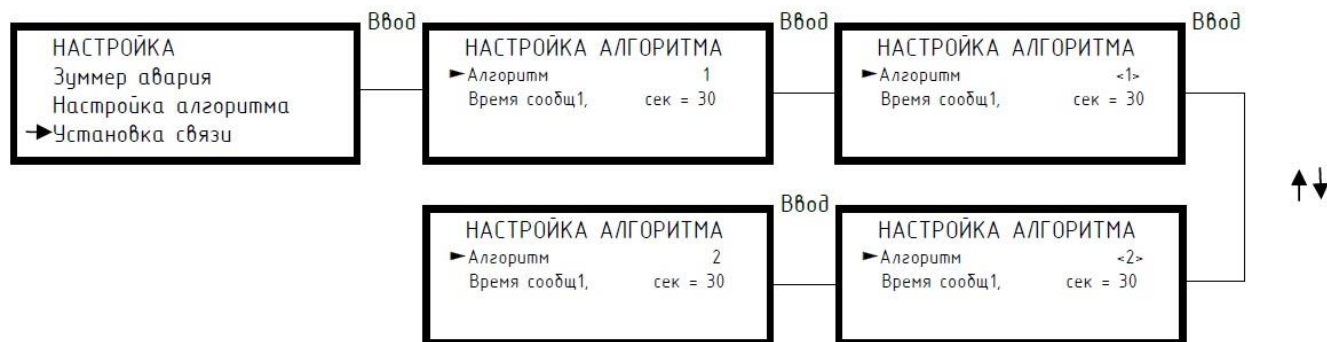 Ввод
НАСТРОЙКА
Зуммер авария
Настройка алгоритма
Установка связи
НАСТРОЙКА АЛГОРИТМА
Алгоритм 1
Время сообщ1, сек = 30
Ввод
НАСТРОЙКА АЛГОРИТМА
Алгоритм <1>
Время сообщ1, сек = 30
Ввод
НАСТРОЙКА АЛГОРИТМА
Алгоритм 2
Время сообщ1, сек = 30
Ввод
НАСТРОЙКА АЛГОРИТМА
Алгоритм <2>
Время сообщ1, сек = 30